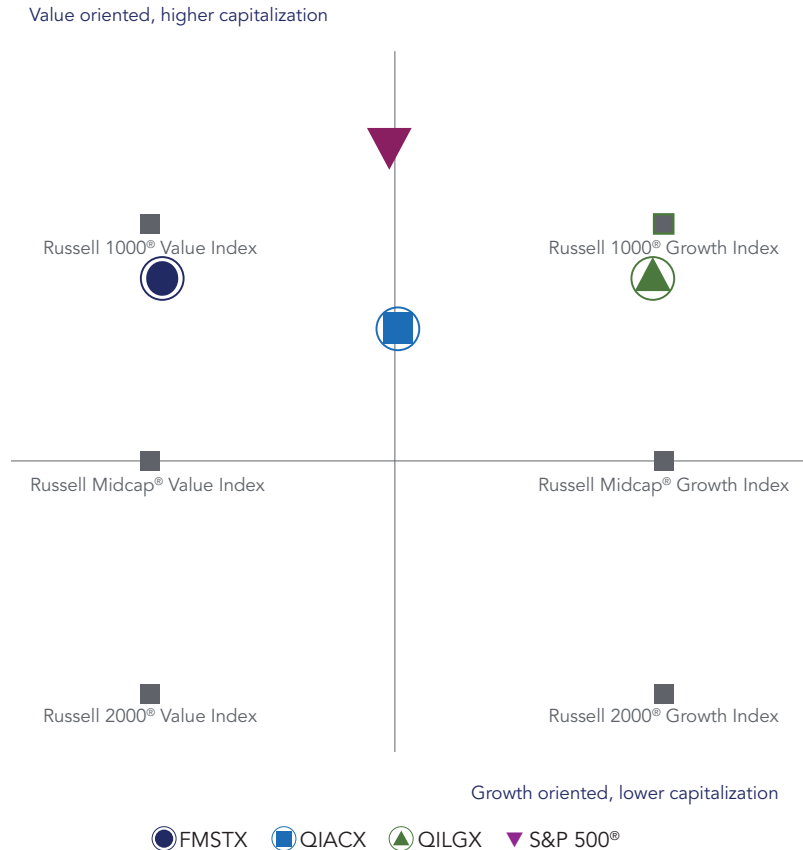 Value oriented, higher capitalization
Russell 1000® Value Index
Russell 1000® Growth Index
Russell Midcap® Value Index
Russell Midcap® Growth Index
Russell 2000® Value Index
Russell 2000® Growth Index
Growth oriented, lower capitalization
FMSTX QIACX QILGX S&P 500®